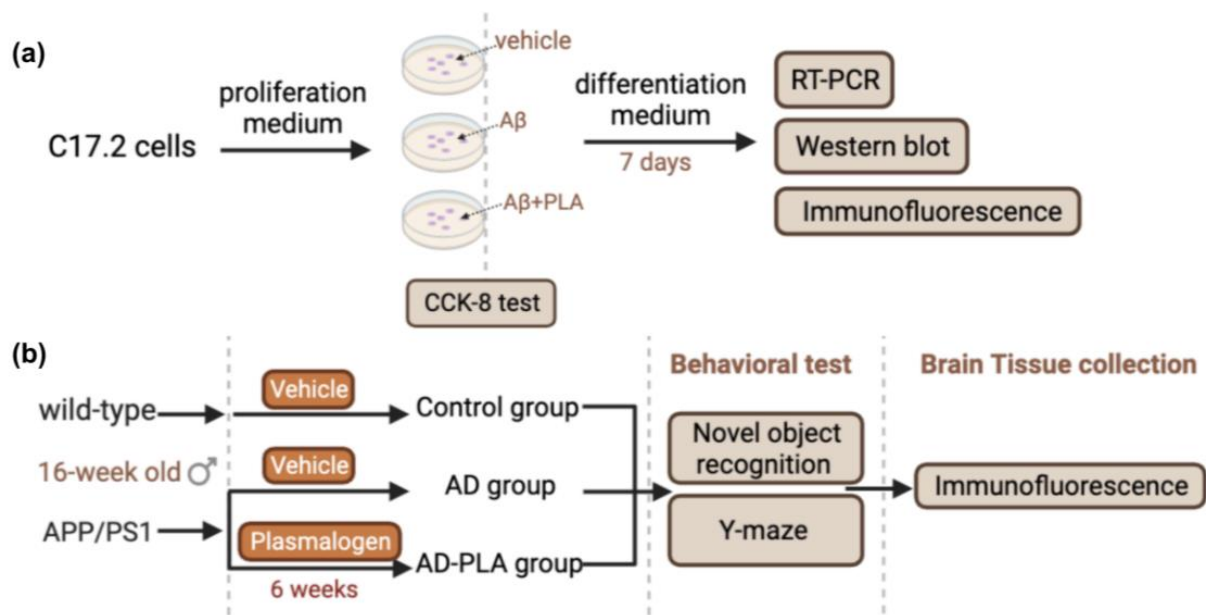 (a)
C17.2 cells
proliferation
medium
vehicle
Aβ
Aβ+PLA
CCK-8 test
differentiation
medium
7 days
RT-PCR
Western blot
Immunofluorescence
(b)
wild-type
16-week old ♂
APP/PS1
Vehicle
Control group
Vehicle
AD group
Plasmalogen
6 weeks
AD-PLA group
Behavioral test
Novel object
recognition
Y-maze
Brain Tissue collection
Immunofluorescence